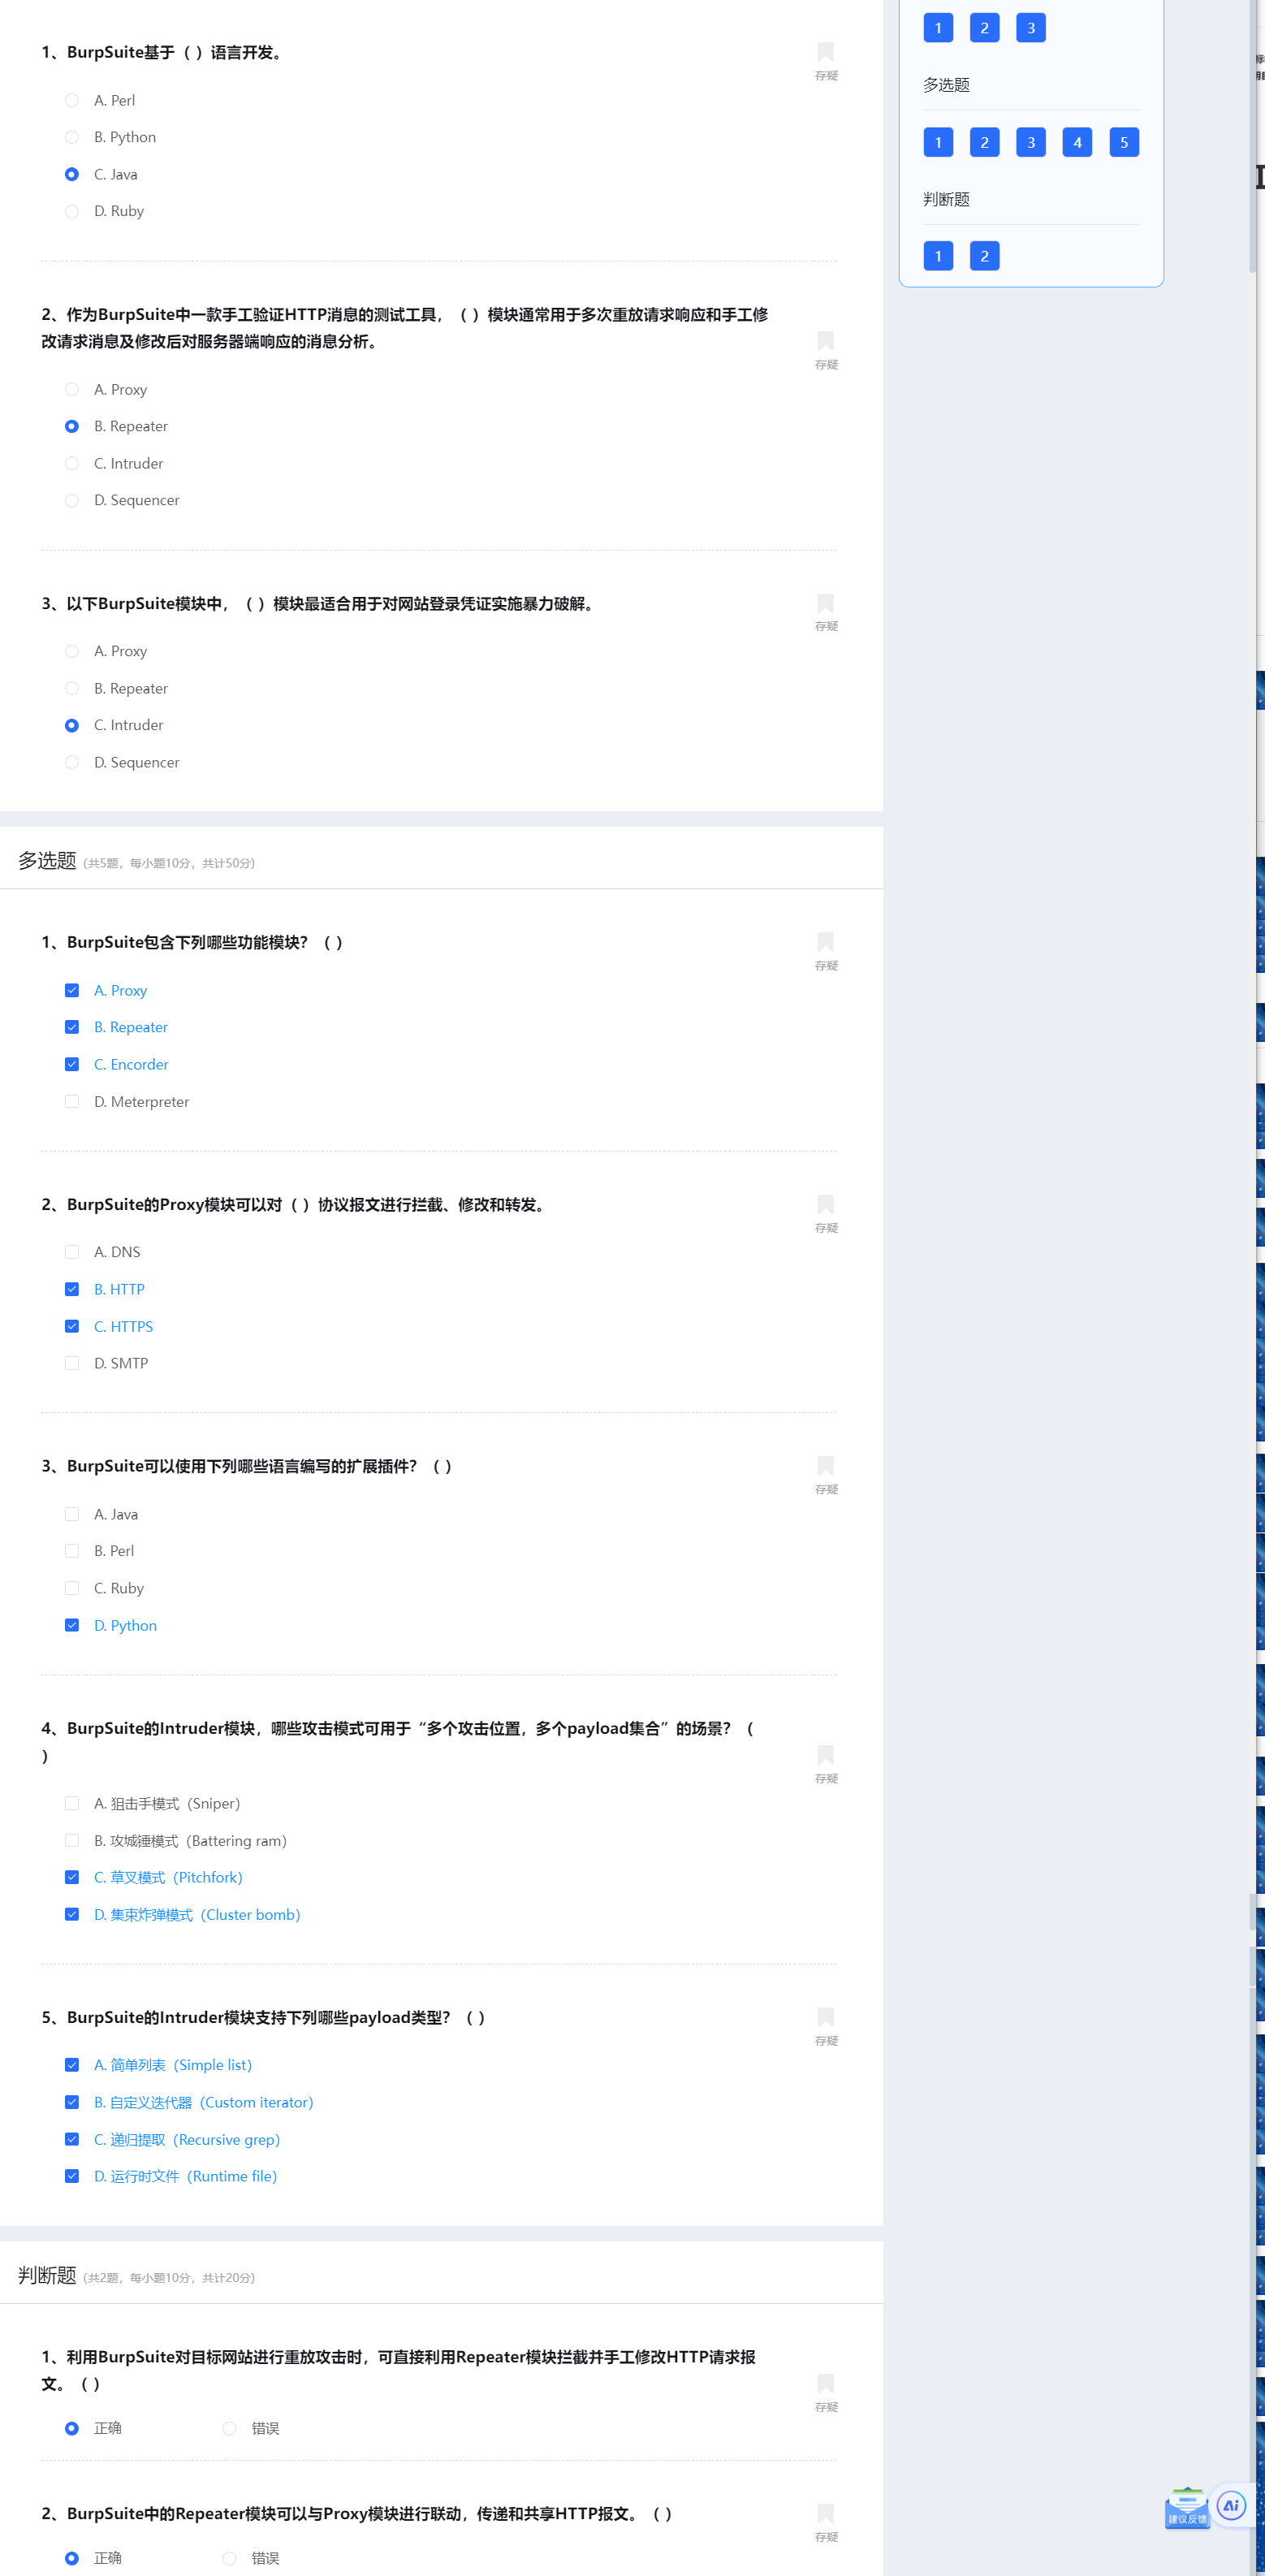 1、BurpSuite基于（ ）语言开发。
存疑
A. Perl
B. Python
C. Java
D. Ruby
2、作为BurpSuite中一款手工验证HTTP消息的测试工具，（ ）模块通常用于多次重放请求响应和手工修
改请求消息及修改后对服务器端响应的消息分析。
存疑
A. Proxy
B. Repeater
C. Intruder
D. Sequencer
3、以下BurpSuite模块中，（ ）模块最适合用于对网站登录凭证实施暴力破解。
存疑
A. Proxy
B. Repeater
C. Intruder
D. Sequencer
多选题（共5题，每小题10分，共计50分）
1、BurpSuite包含下列哪些功能模块？（ ）
存疑
A. Proxy
B. Repeater
C. Encorder
D. Meterpreter
2、BurpSuite的Proxy模块可以对（ ）协议报文进行拦截、修改和转发。
存疑
A. DNS
B. HTTP
C. HTTPS
D. SMTP
3、BurpSuite可以使用下列哪些语言编写的扩展插件？（ ）
存疑
A. Java
B. Perl
C. Ruby
D. Python
4、BurpSuite的Intruder模块，哪些攻击模式可用于“多个攻击位置，多个payload集合”的场景？（
）
存疑
A. 狙击手模式（Sniper）
B. 攻城锤模式（Battering ram）
C. 草叉模式（Pitchfork）
D. 集束炸弹模式（Cluster bomb）
5、BurpSuite的Intruder模块支持下列哪些payload类型？（ ）
存疑
A. 简单列表（Simple list）
B. 自定义迭代器（Custom iterator）
C. 递归提取（Recursive grep）
D. 运行时文件（Runtime file）
判断题（共2题，每小题10分，共计20分）
1、利用BurpSuite对目标网站进行重放攻击时，可直接利用Repeater模块拦截并手工修改HTTP请求报
文。（ ）
存疑
正确 错误
2、BurpSuite中的Repeater模块可以与Proxy模块进行联动，传递和共享HTTP报文。（ ）
存疑
正确 错误
1 2 3
多选题
1 2 3 4 5
判断题
1 2
建议反馈
Ai